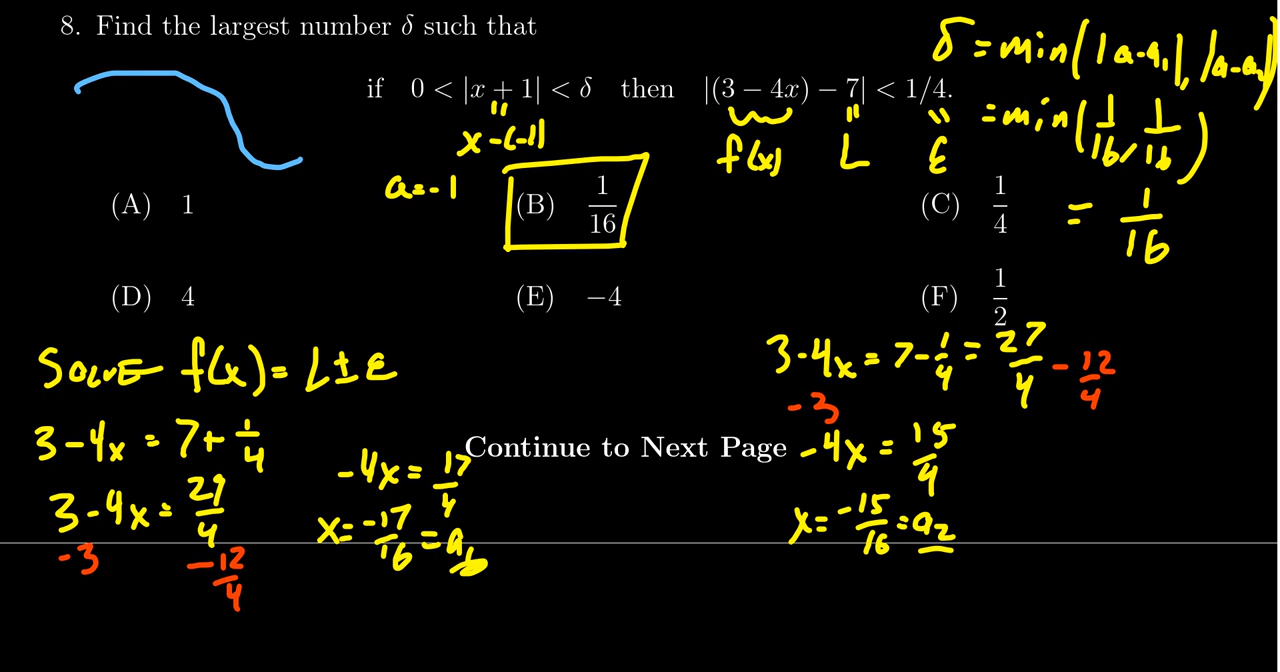 8. Find the largest number δ such that
if 0 < |x + 1| < δ then |(3 − 4x) − 7| < 1/4.
δ = min(|a-a₁|, |a-a₂|)
= min(1/16, 1/16)
= 1/16
" x-(-1)
a=-1
f(x) " L " ε
(A) 1
(B) 1/16
(C) 1/4
(D) 4
(E) −4
(F) 1/2
SOLVE f(x) = L ± ε
3-4x = 7+ 1/4
3-4x = 29/4
-3 -12/4
-4x = 17/4
x = -17/16 = a₁
3-4x = 7 - 1/4 = 27/4 - 12/4
-3
-4x = 15/4
x = -15/16 = a₂
Continue to Next Page